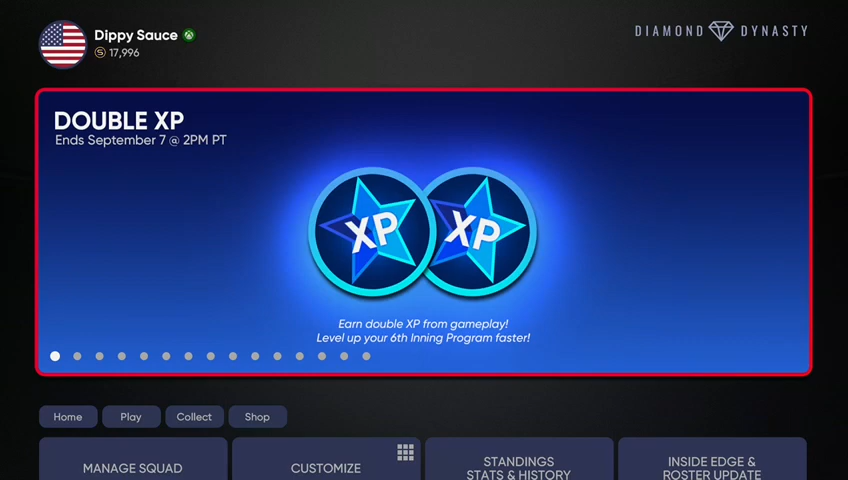 Dippy Sauce
17,996
DIAMOND DYNASTY
DOUBLE XP
Ends September 7 @ 2PM PT
XP XP
Earn double XP from gameplay!
Level up your 6th Inning Program faster!
Home Play Collect Shop
MANAGE SQUAD
CUSTOMIZE
STANDINGS
STATS & HISTORY
INSIDE EDGE &
ROSTER UPDATE